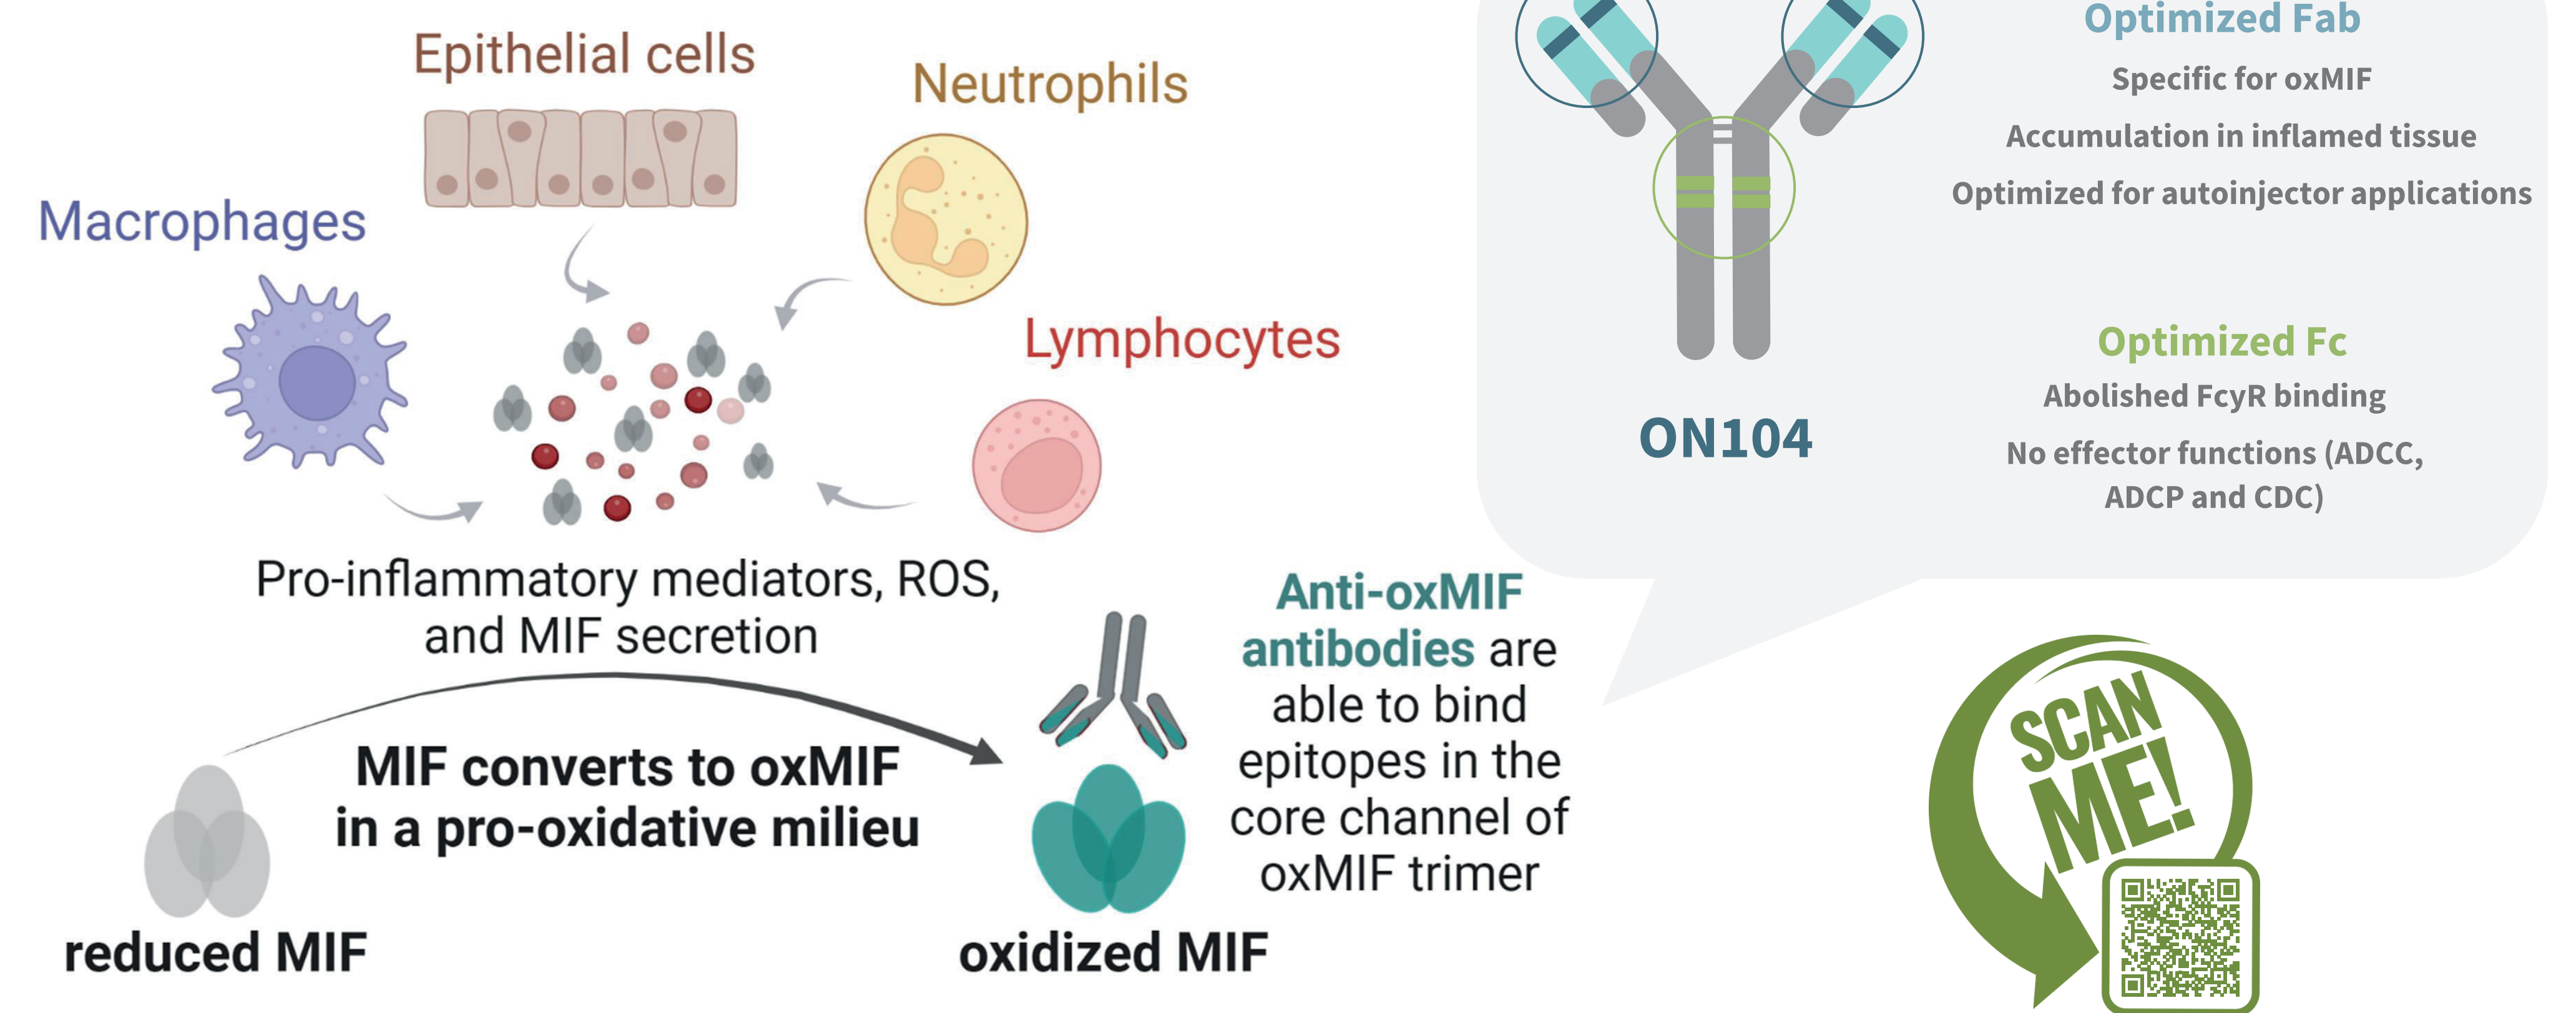 Epithelial cells
Neutrophils
Macrophages
Lymphocytes
Pro-inflammatory mediators, ROS,
and MIF secretion
MIF converts to oxMIF
in a pro-oxidative milieu
reduced MIF
oxidized MIF
Anti-oxMIF
antibodies are
able to bind
epitopes in the
core channel of
oxMIF trimer
ON104
Optimized Fab
Specific for oxMIF
Accumulation in inflamed tissue
Optimized for autoinjector applications
Optimized Fc
Abolished FcyR binding
No effector functions (ADCC,
ADCP and CDC)
SCAN
ME!